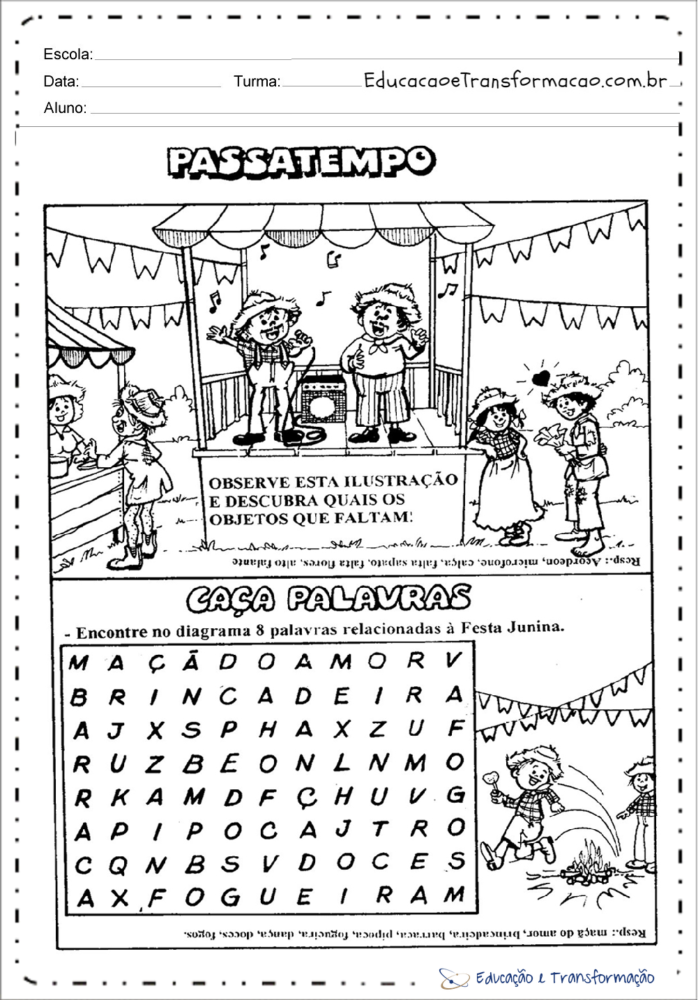 Escola:
Data: Turma: EducacaoeTransformacao.com.br
Aluno:
PASSATEMPO
OBSERVE ESTA ILUSTRAÇÃO
E DESCUBRA QUAIS OS
OBJETOS QUE FALTAM!
Resp.: Acordeon, microfone, calça, falta sapato, falta flores, alto falante
CAÇA PALAVRAS
- Encontre no diagrama 8 palavras relacionadas à Festa Junina.
M A Ç Ã D O A M O R V
B R I N C A D E I R A
A J X S P H A X Z U F
R U Z B E O N L N M O
R K A M D F Ç H U V G
A P I P O C A J T R O
C Q N B S V D O C E S
A X F O G U E I R A M
Resp.: maçã do amor, brincadeira, barraca, pipoca, fogueira, dança, doces, fogos.
Educação e Transformação